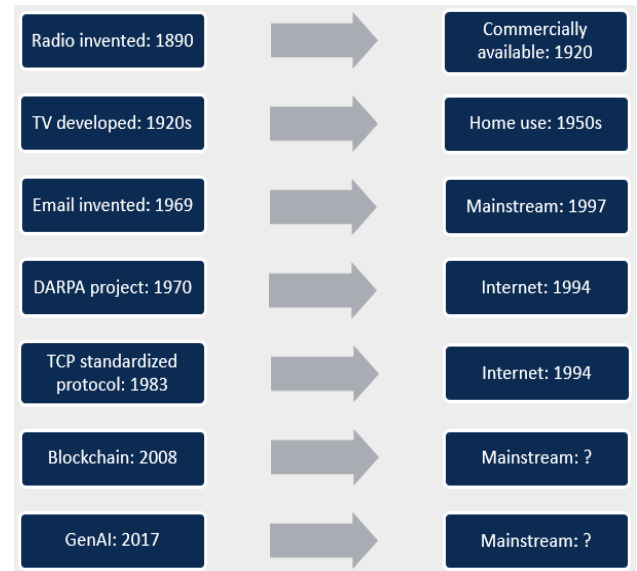 Radio invented: 1890
Commercially
available: 1920
TV developed: 1920s
Home use: 1950s
Email invented: 1969
Mainstream: 1997
DARPA project: 1970
Internet: 1994
TCP standardized
protocol: 1983
Internet: 1994
Blockchain: 2008
Mainstream: ?
GenAI: 2017
Mainstream: ?